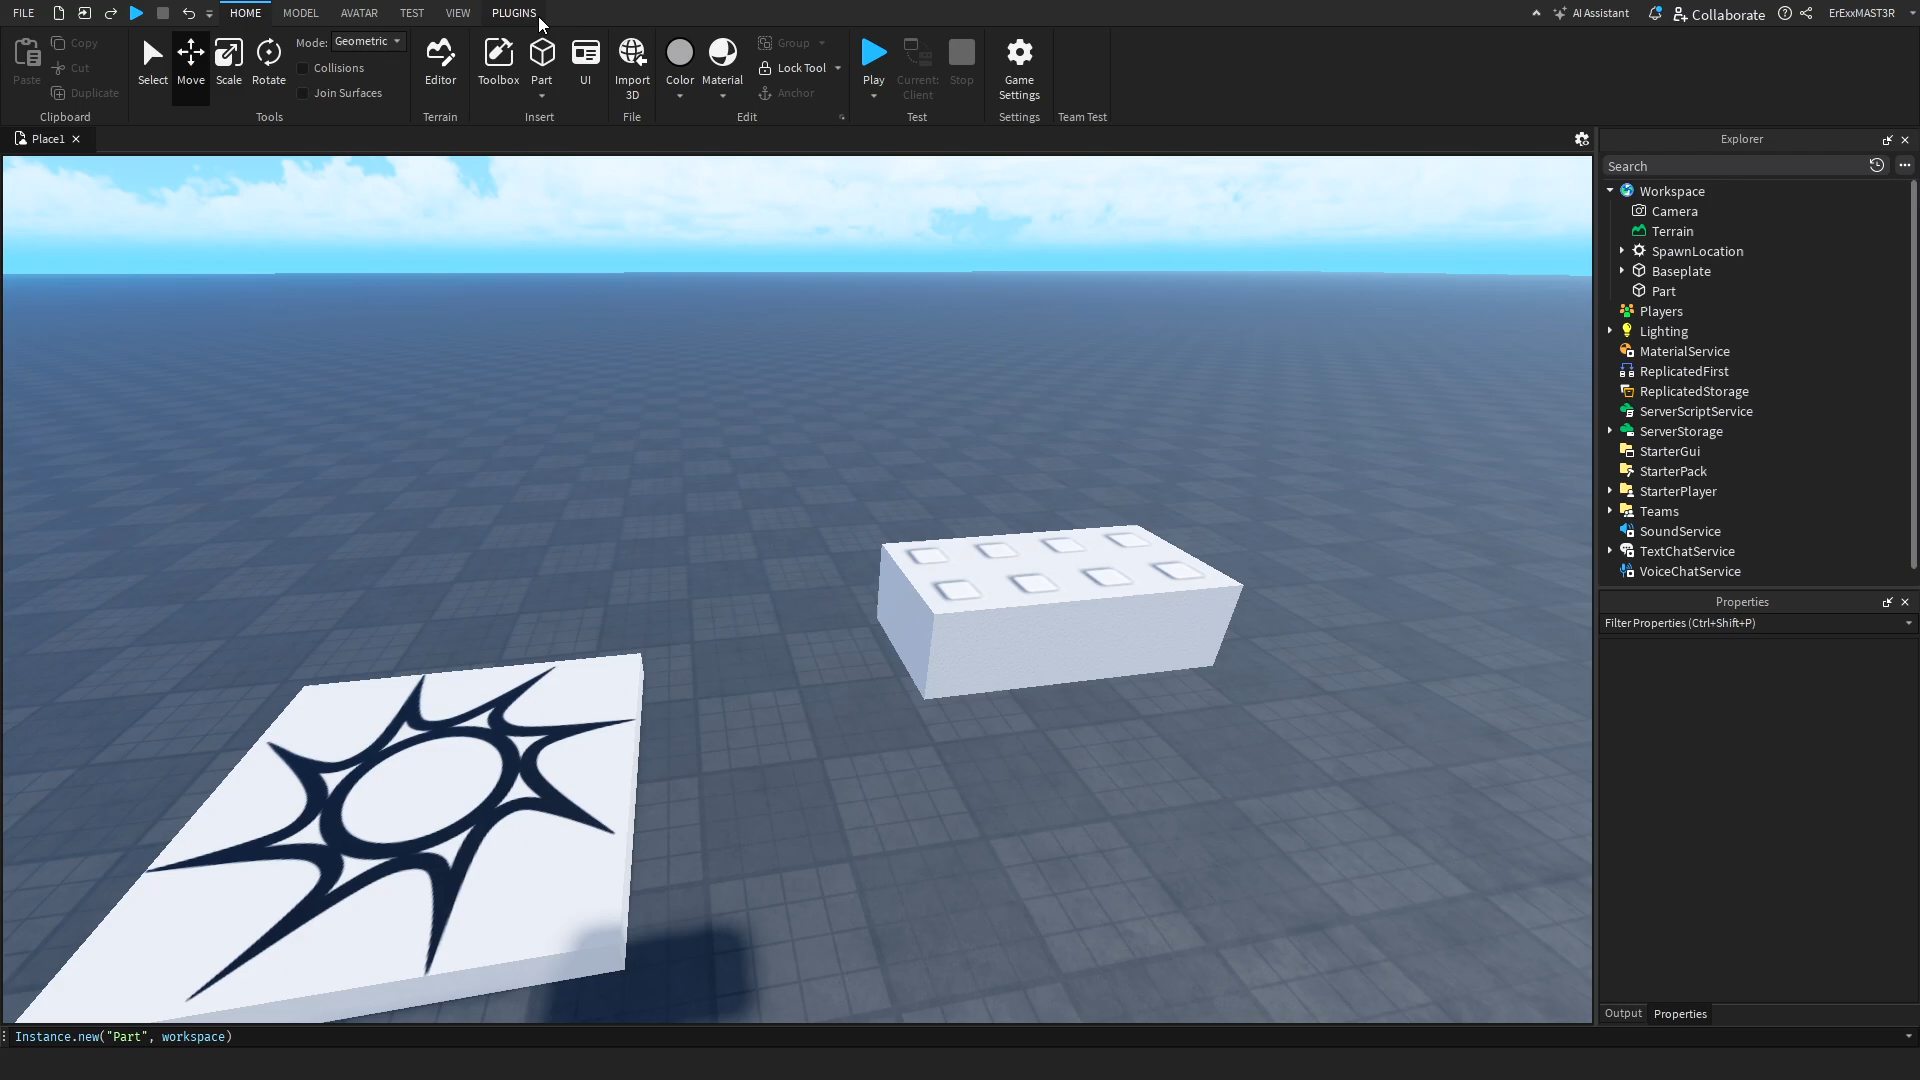 FILE HOME MODEL AVATAR TEST VIEW PLUGINS AI Assistant Collaborate ErExxMAST3R
Paste
Copy
Cut
Duplicate
Clipboard
Select Move Scale Rotate
Mode: Geometric
Collisions
Join Surfaces
Tools
Editor
Terrain
Toolbox Part UI
Insert
Import
3D
File
Color Material
Group
Lock Tool
Anchor
Edit
Play
Current:
Client
Stop
Test
Game
Settings
Settings
Team Test
Place1
Explorer
Search
Workspace
Camera
Terrain
SpawnLocation
Baseplate
Part
Players
Lighting
MaterialService
ReplicatedFirst
ReplicatedStorage
ServerScriptService
ServerStorage
StarterGui
StarterPack
StarterPlayer
Teams
SoundService
TextChatService
VoiceChatService
Properties
Filter Properties (Ctrl+Shift+P)
Output Properties
Instance.new("Part", workspace)